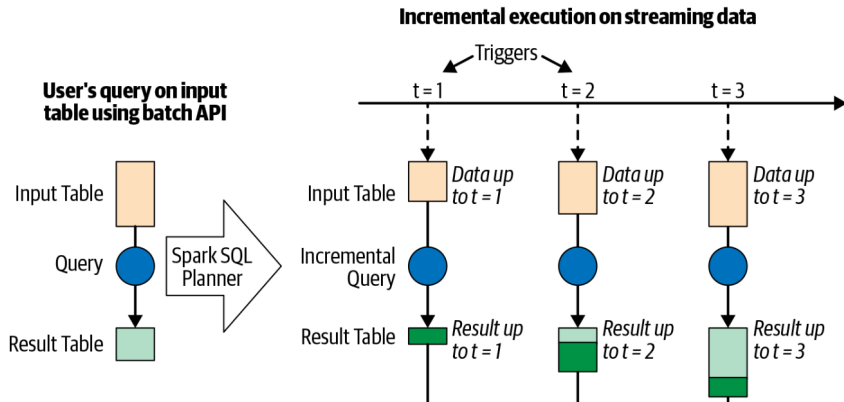 Incremental execution on streaming data
Triggers
User's query on input
table using batch API
t = 1
t = 2
t = 3
Input Table
Query
Result Table
Spark SQL
Planner
Input Table
Data up
to t = 1
Data up
to t = 2
Data up
to t = 3
Incremental
Query
Result Table
Result up
to t = 1
Result up
to t = 2
Result up
to t = 3